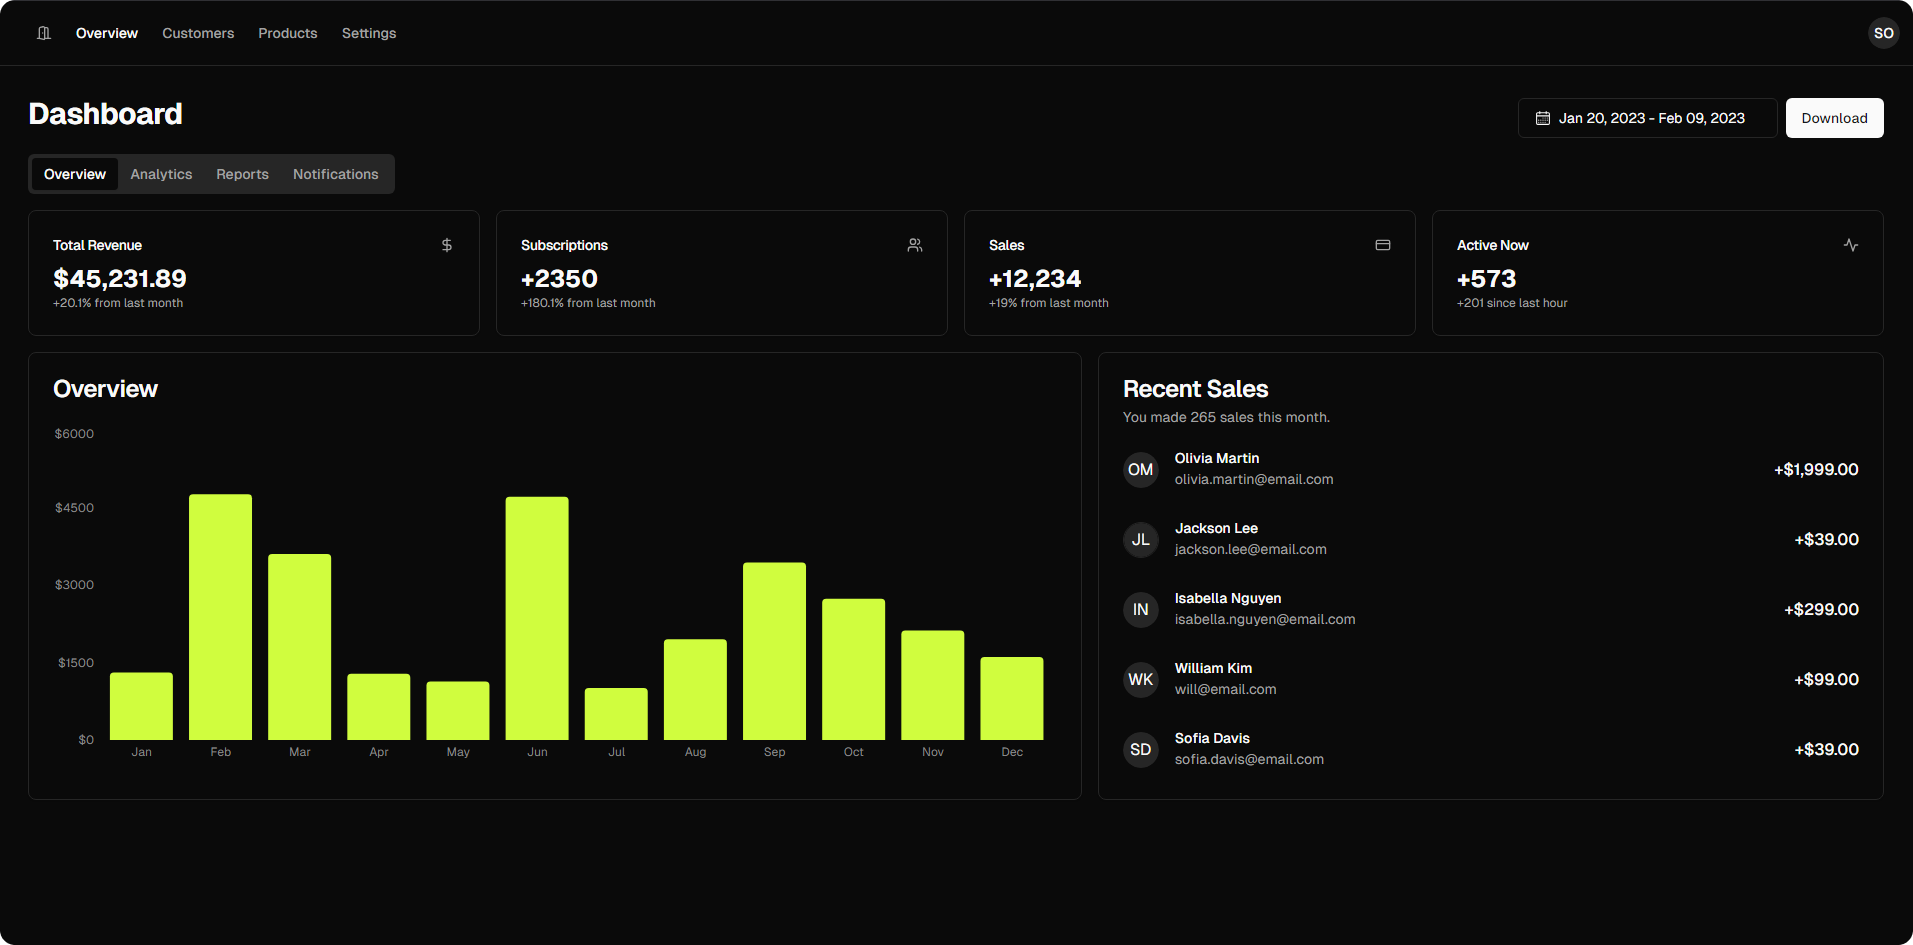 Overview Customers Products Settings SO
Dashboard
Jan 20, 2023 - Feb 09, 2023 Download
Overview Analytics Reports Notifications
Total Revenue
$45,231.89
+20.1% from last month
Subscriptions
+2350
+180.1% from last month
Sales
+12,234
+19% from last month
Active Now
+573
+201 since last hour
Overview
$6000
$4500
$3000
$1500
$0
Jan Feb Mar Apr May Jun Jul Aug Sep Oct Nov Dec
Recent Sales
You made 265 sales this month.
OM
Olivia Martin
olivia.martin@email.com
+$1,999.00
JL
Jackson Lee
jackson.lee@email.com
+$39.00
IN
Isabella Nguyen
isabella.nguyen@email.com
+$299.00
WK
William Kim
will@email.com
+$99.00
SD
Sofia Davis
sofia.davis@email.com
+$39.00